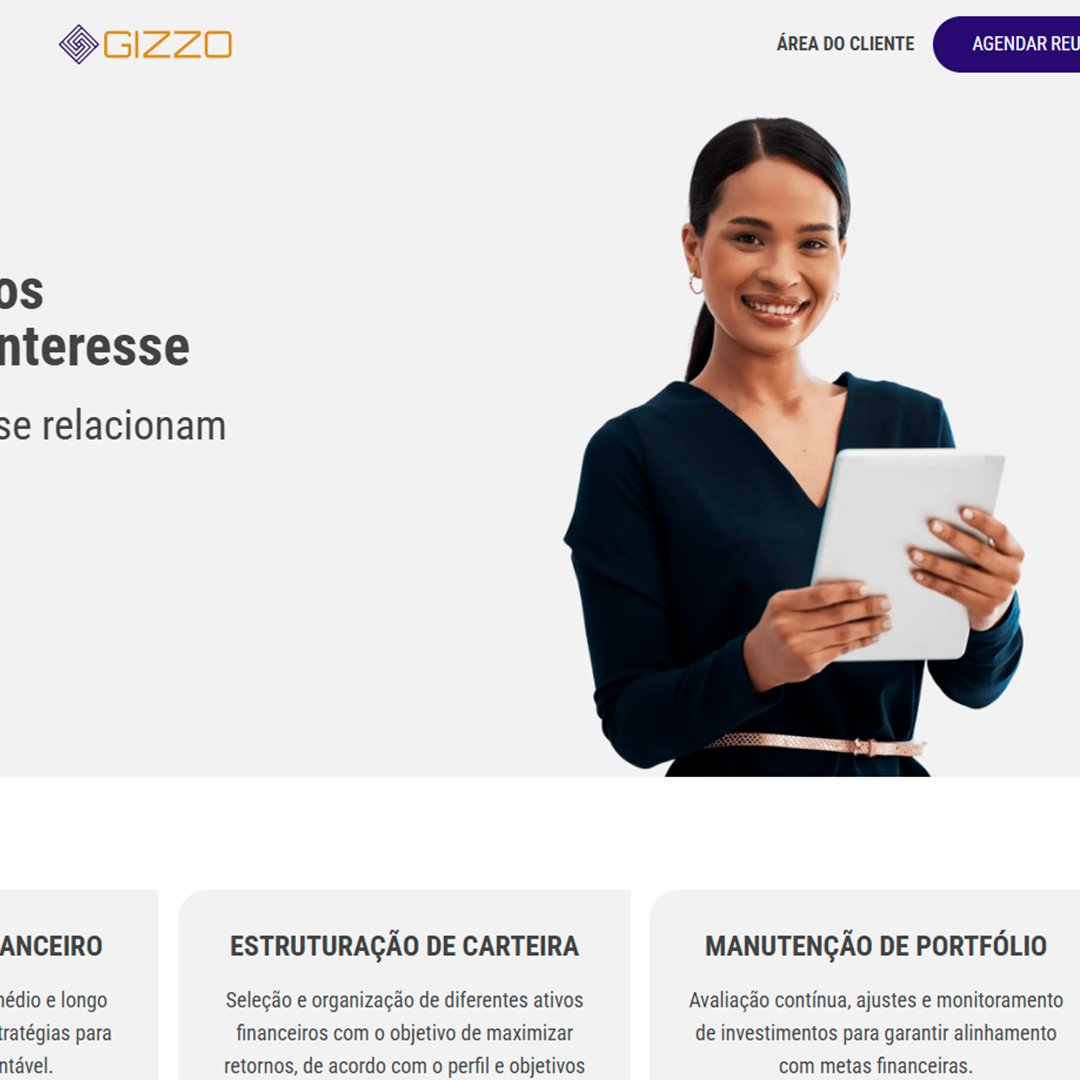 GIZZO
ÁREA DO CLIENTE
AGENDAR REU
os
nteresse
se relacionam
ANCEIRO
nédio e longo
tratégias para
ntável.
ESTRUTURAÇÃO DE CARTEIRA
Seleção e organização de diferentes ativos
financeiros com o objetivo de maximizar
retornos, de acordo com o perfil e objetivos
MANUTENÇÃO DE PORTFÓLIO
Avaliação contínua, ajustes e monitoramento
de investimentos para garantir alinhamento
com metas financeiras.